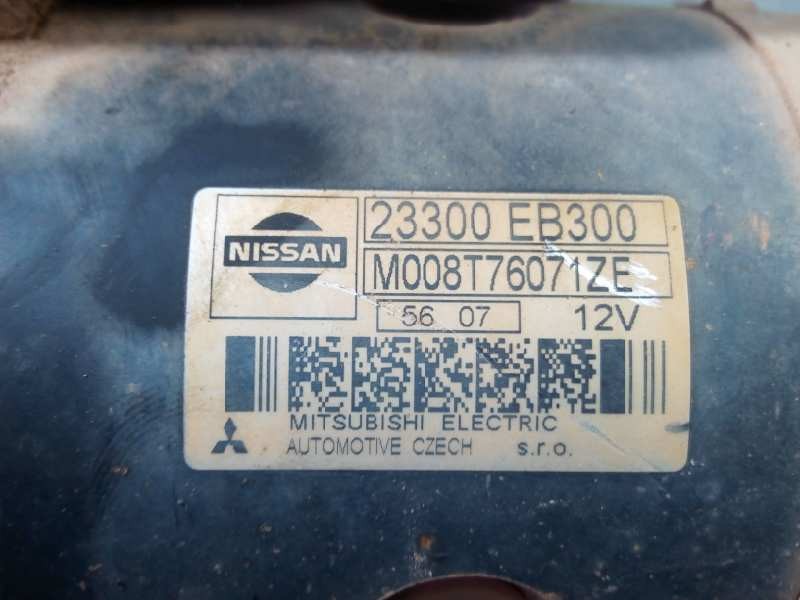 NISSAN
23300 EB300
M008T76071ZE
56 07
12V
MITSUBISHI ELECTRIC
AUTOMOTIVE CZECH s.r.o.